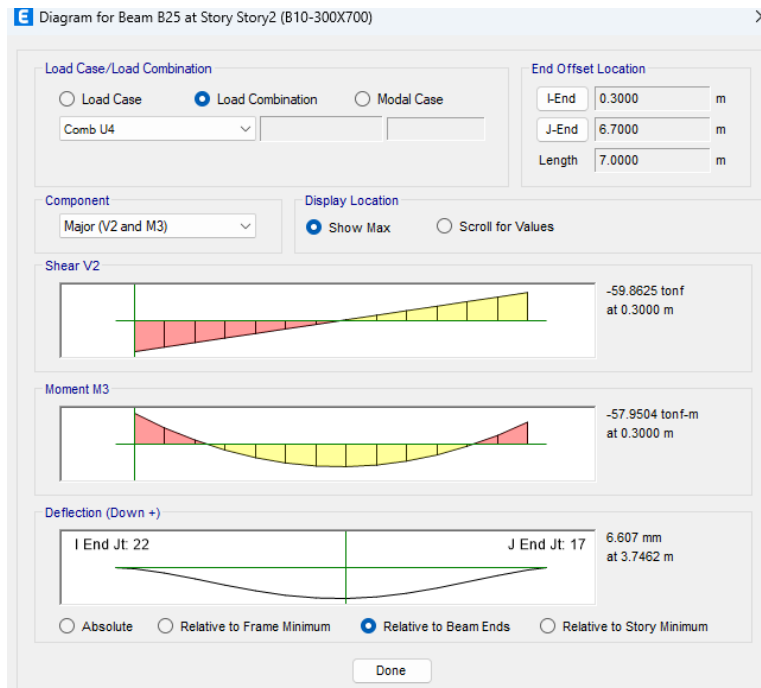 E Diagram for Beam B25 at Story Story2 (B10-300X700)
Load Case/Load Combination
Load Case Load Combination Modal Case
Comb U4
End Offset Location
I-End 0.3000 m
J-End 6.7000 m
Length 7.0000 m
Component
Major (V2 and M3)
Display Location
Show Max Scroll for Values
Shear V2
-59.8625 tonf
at 0.3000 m
Moment M3
-57.9504 tonf-m
at 0.3000 m
Deflection (Down +)
I End Jt: 22 J End Jt: 17
6.607 mm
at 3.7462 m
Absolute Relative to Frame Minimum Relative to Beam Ends Relative to Story Minimum
Done